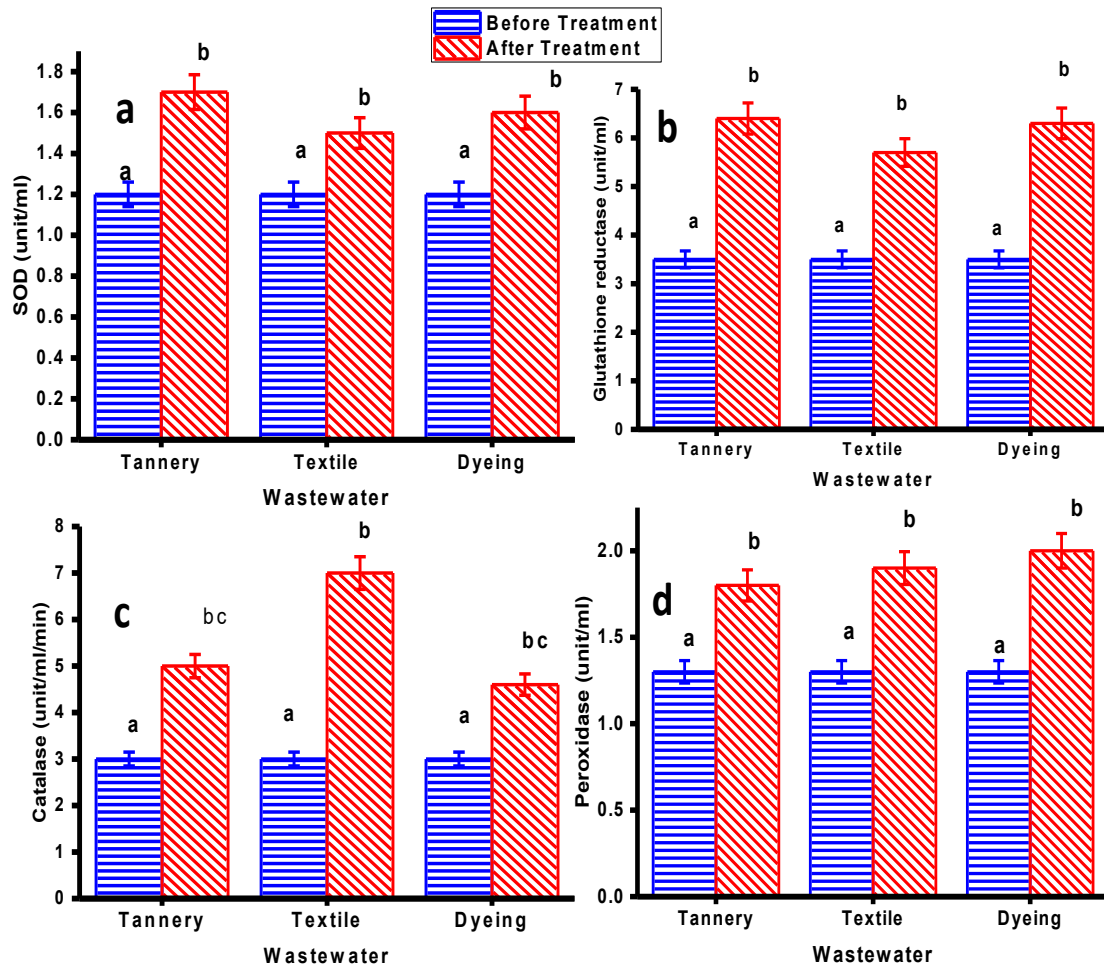 Before Treatment
After Treatment
a
SOD (unit/ml)
1.8
1.6
1.4
1.2
1.0
0.8
0.6
0.4
0.2
0.0
a
b
a
b
a
b
Tannery Textile Dyeing
Wastewater
b
Glutathione reductase (unit/ml)
7
6
5
4
3
2
1
0
a
b
a
b
a
b
Tannery Textile Dyeing
Wastewater
c
Catalase (unit/ml/min)
8
7
6
5
4
3
2
1
0
a
bc
a
b
a
bc
Tannery Textile Dyeing
Wastewater
d
Peroxidase (unit/ml)
2.0
1.5
1.0
0.5
0.0
a
b
a
b
a
b
Tannery Textile Dyeing
Wastewater